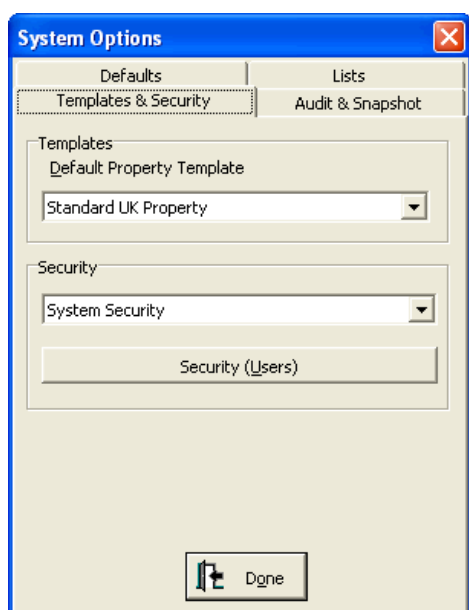 System Options
Defaults Lists
Templates & Security Audit & Snapshot
Templates
Default Property Template
Standard UK Property
Security
System Security
Security (Users)
Done